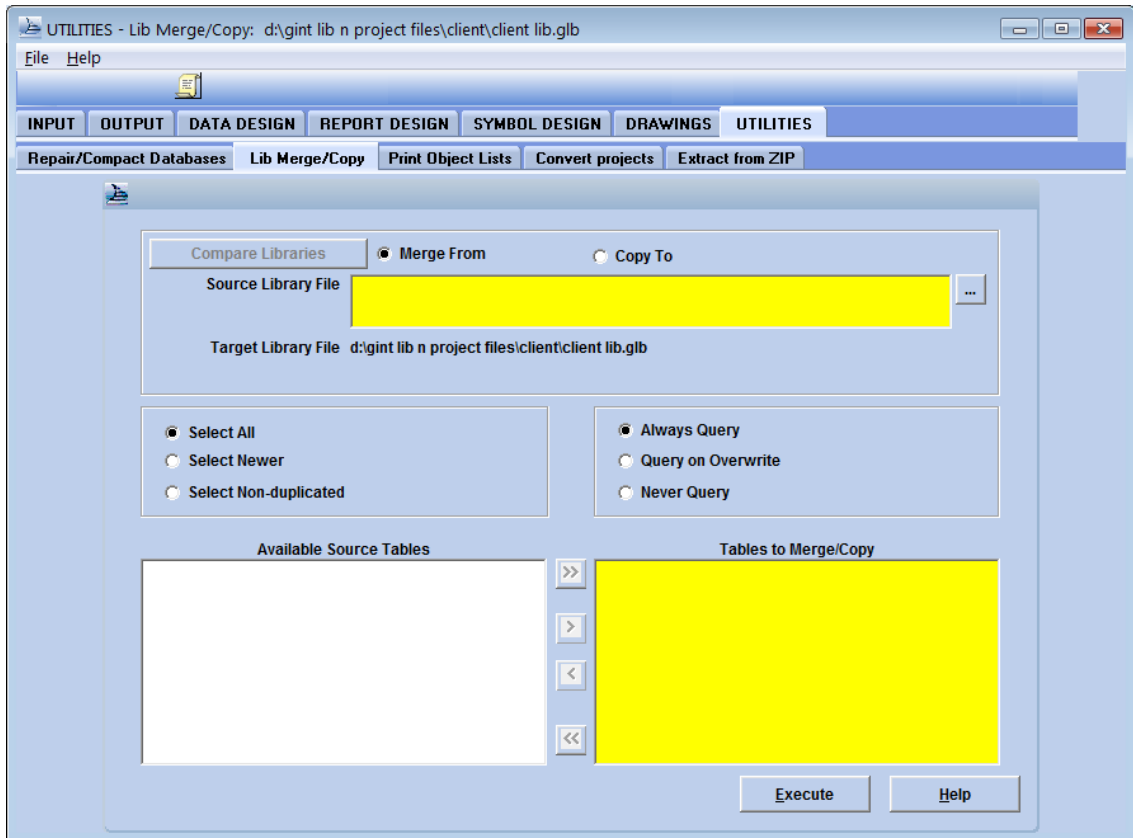 UTILITIES - Lib Merge/Copy: d:\gint lib n project files\client\client lib.glb
File Help
INPUT OUTPUT DATA DESIGN REPORT DESIGN SYMBOL DESIGN DRAWINGS UTILITIES
Repair/Compact Databases Lib Merge/Copy Print Object Lists Convert projects Extract from ZIP
Compare Libraries Merge From Copy To
Source Library File ...
Target Library File d:\gint lib n project files\client\client lib.glb
Select All Always Query
Select Newer Query on Overwrite
Select Non-duplicated Never Query
Available Source Tables Tables to Merge/Copy
>>
>
<
<<
Execute Help